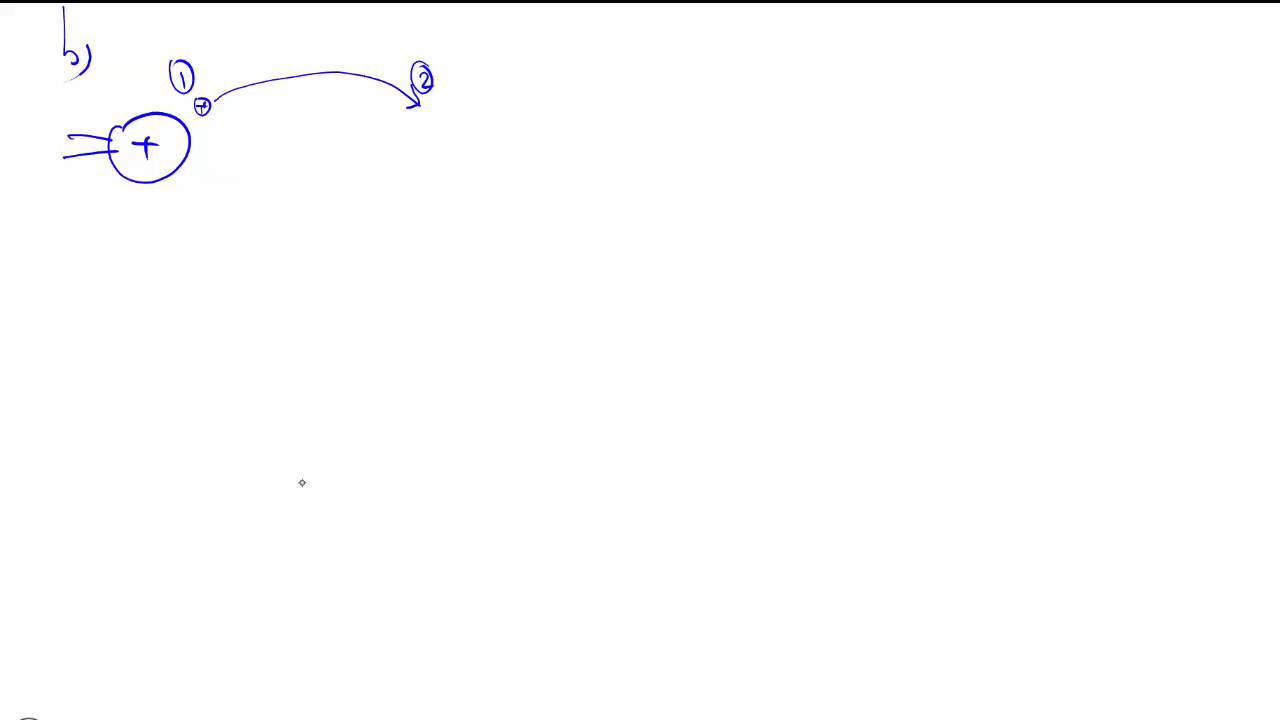 b)
① ②
+
+